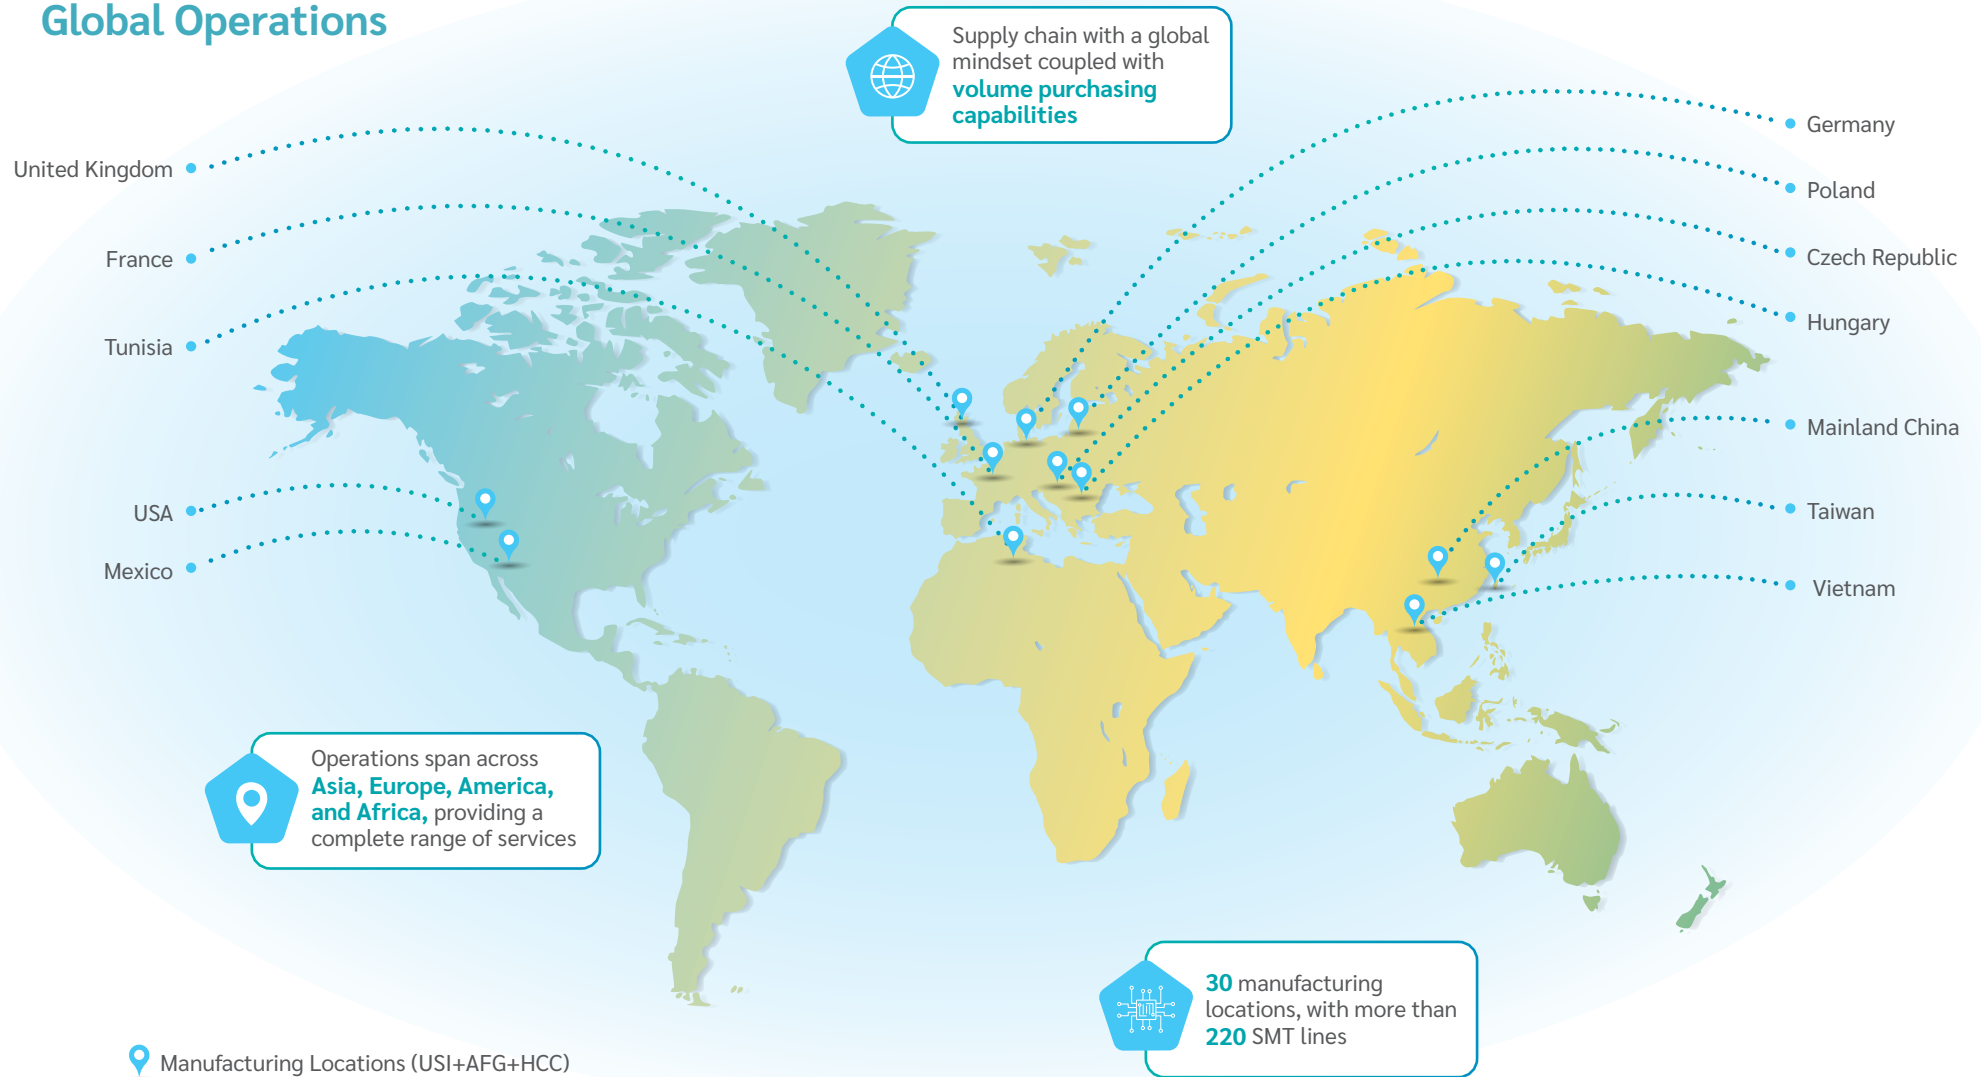 Global Operations
Supply chain with a global
mindset coupled with
volume purchasing
capabilities
United Kingdom
France
Tunisia
USA
Mexico
Germany
Poland
Czech Republic
Hungary
Mainland China
Taiwan
Vietnam
Operations span across
Asia, Europe, America,
and Africa, providing a
complete range of services
30 manufacturing
locations, with more than
220 SMT lines
Manufacturing Locations (USI+AFG+HCC)